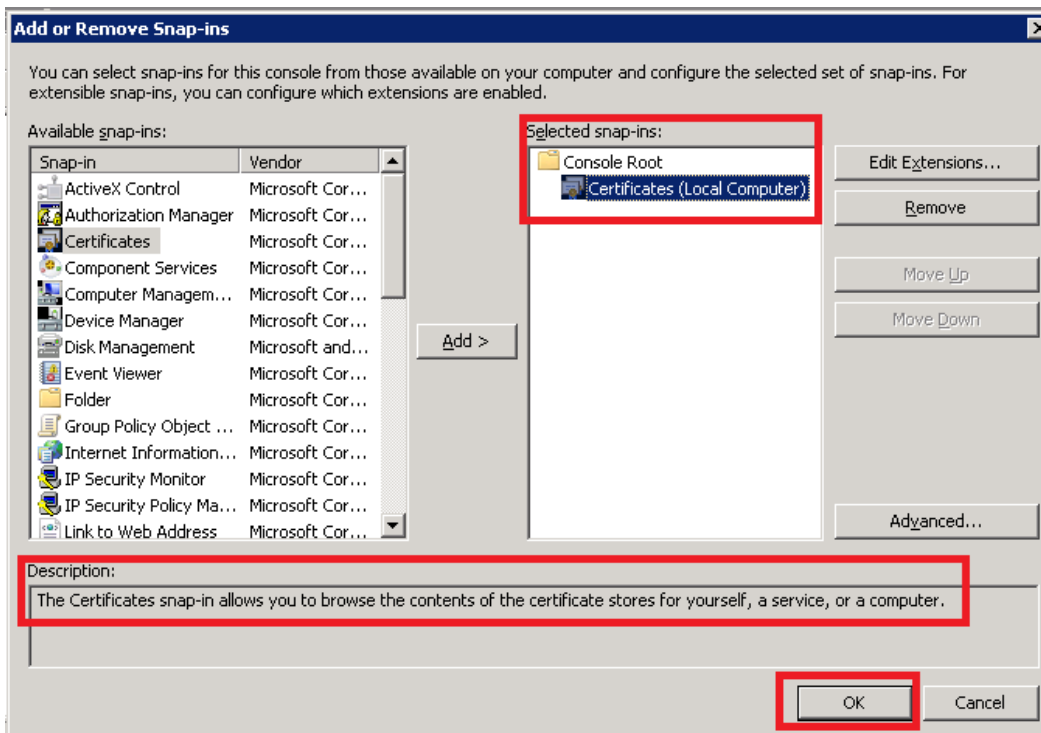 Add or Remove Snap-ins
You can select snap-ins for this console from those available on your computer and configure the selected set of snap-ins. For
extensible snap-ins, you can configure which extensions are enabled.
Available snap-ins:
Snap-in Vendor
ActiveX Control Microsoft Cor...
Authorization Manager Microsoft Cor...
Certificates Microsoft Cor...
Component Services Microsoft Cor...
Computer Managem... Microsoft Cor...
Device Manager Microsoft Cor...
Disk Management Microsoft and...
Event Viewer Microsoft Cor...
Folder Microsoft Cor...
Group Policy Object ... Microsoft Cor...
Internet Information... Microsoft Cor...
IP Security Monitor Microsoft Cor...
IP Security Policy Ma... Microsoft Cor...
Link to Web Address Microsoft Cor...
Add >
Selected snap-ins:
Console Root
Certificates (Local Computer)
Edit Extensions...
Remove
Move Up
Move Down
Advanced...
Description:
The Certificates snap-in allows you to browse the contents of the certificate stores for yourself, a service, or a computer.
OK
Cancel